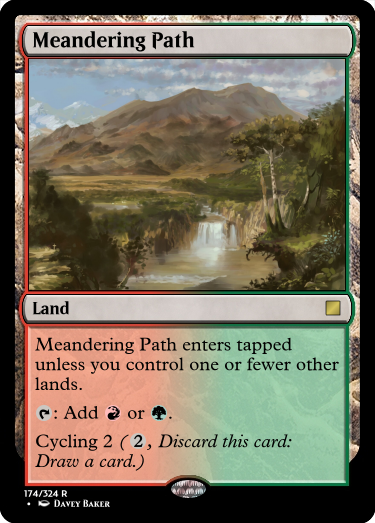 Meandering Path
Land
Meandering Path enters tapped
unless you control one or fewer other
lands.
: Add or .
Cycling 2 ( 2, Discard this card:
Draw a card.)
174/324 R
• Davey Baker